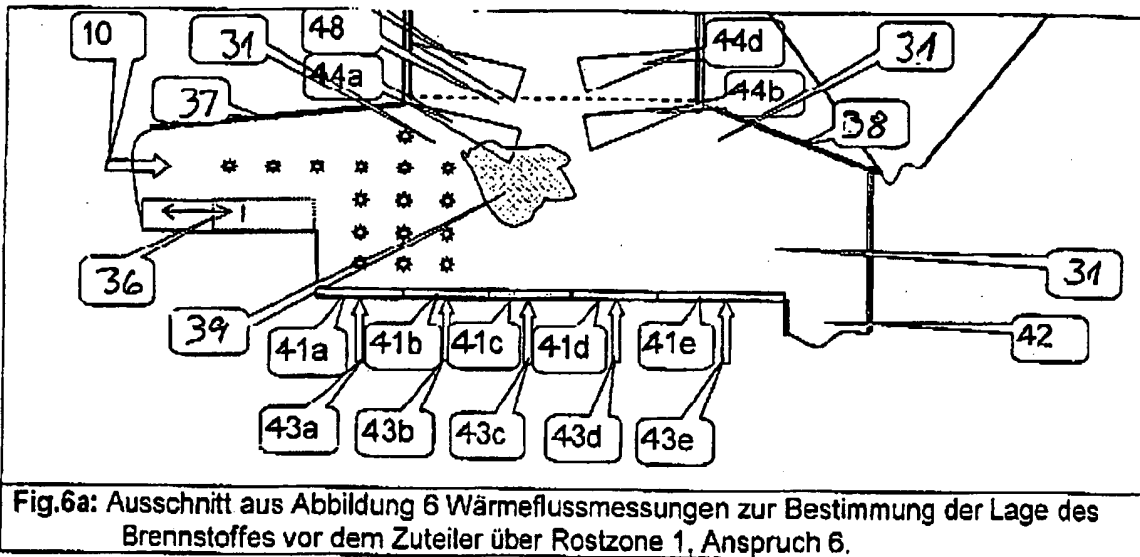 10
31
48
44d
31
44a
44b
37
38
36
31
39
41a
41b
41c
41d
41e
42
43a
43b
43c
43d
43e
Fig.6a: Ausschnitt aus Abbildung 6 Wärmeflussmessungen zur Bestimmung der Lage des
Brennstoffes vor dem Zuteiler über Rostzone 1, Anspruch 6.